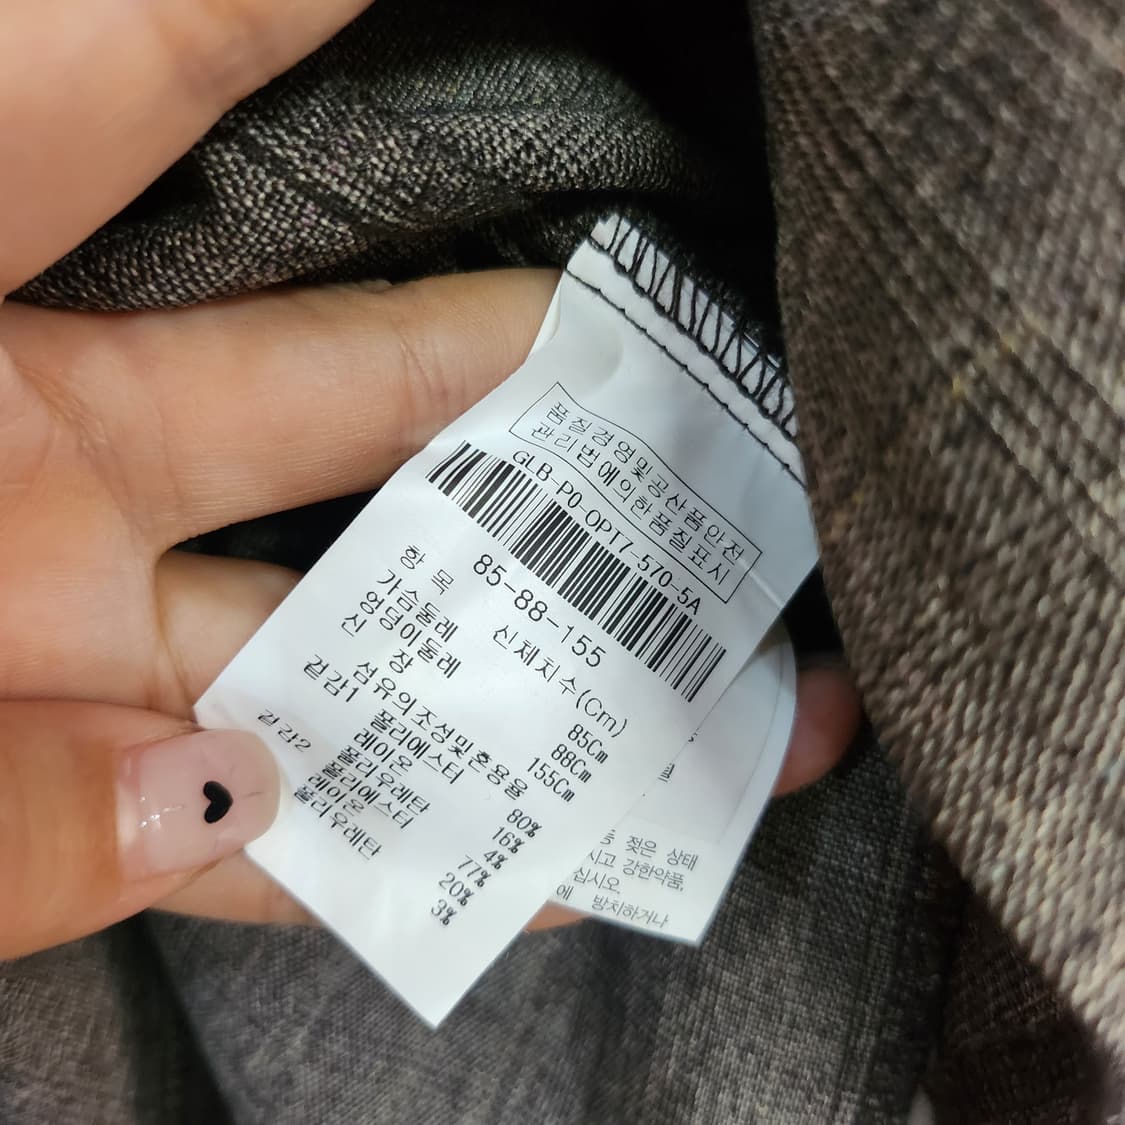 품질경영및공산품안전
관리법에의한품질표시
GLB-PO-OPT7-570-5A
85-88-155
항 목 신체치수(Cm)
가슴둘레 85Cm
엉덩이둘레 88Cm
신 장 155Cm
섬유의조성및혼용율
겉감1 폴리에스터 80%
레이온 16%
폴리우레탄 4%
겉감2 폴리에스터 77%
레이온 20%
폴리우레탄 3%
젖은 상태
시고 강한약품,
십시오.
에 방치하거나